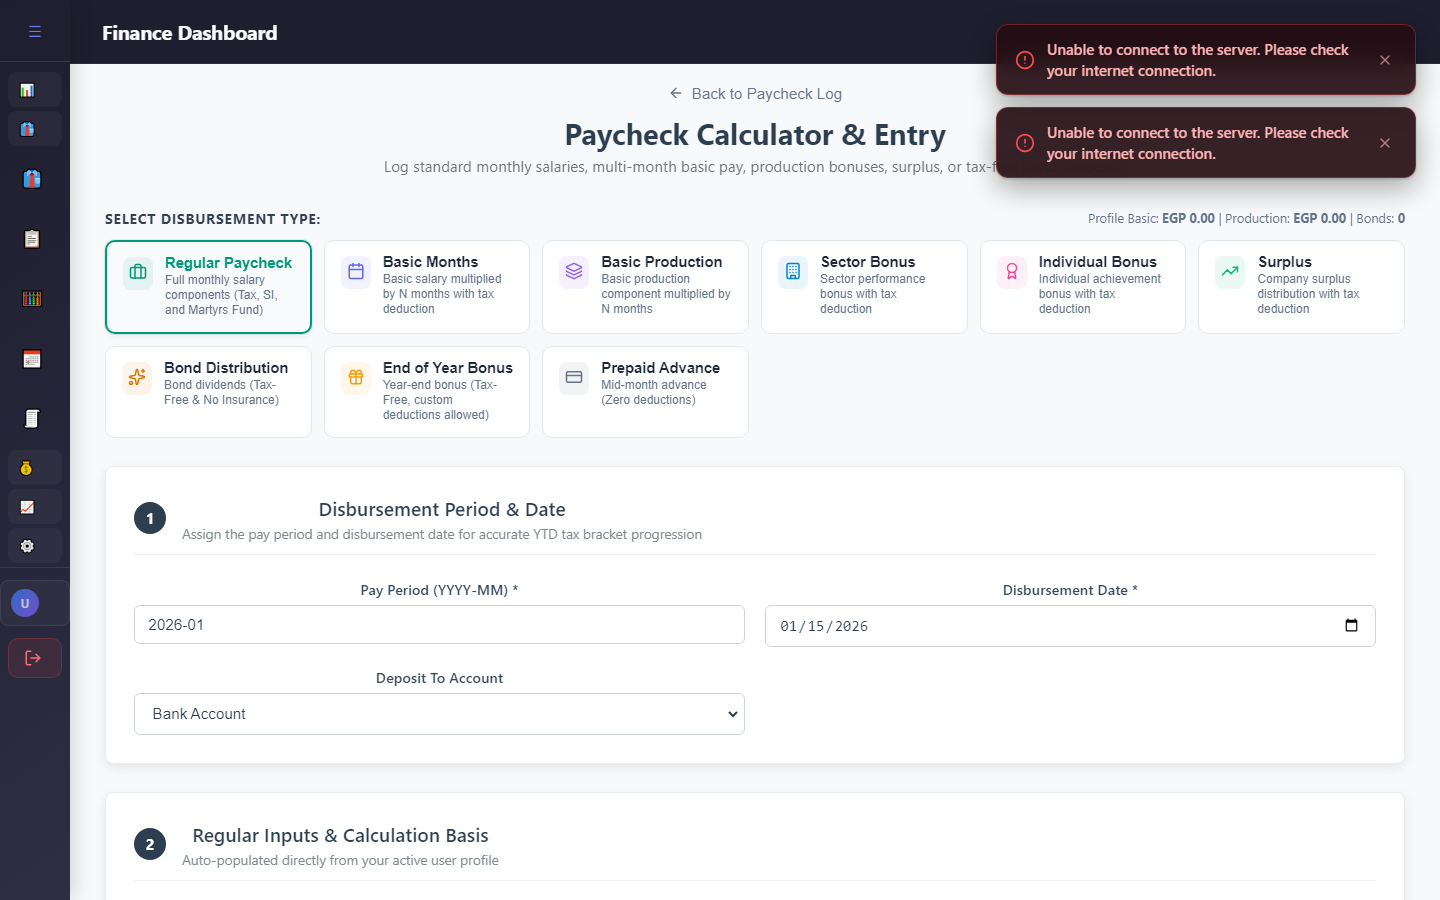 Finance Dashboard
Unable to connect to the server. Please check
your internet connection.
Unable to connect to the server. Please check
your internet connection.
Back to Paycheck Log
Paycheck Calculator & Entry
Log standard monthly salaries, multi-month basic pay, production bonuses, surplus, or tax-f
SELECT DISBURSEMENT TYPE:
Profile Basic: EGP 0.00 | Production: EGP 0.00 | Bonds: 0
Regular Paycheck
Full monthly salary
components (Tax, SI,
and Martyrs Fund)
Basic Months
Basic salary multiplied
by N months with tax
deduction
Basic Production
Basic production
component multiplied by
N months
Sector Bonus
Sector performance
bonus with tax
deduction
Individual Bonus
Individual achievement
bonus with tax
deduction
Surplus
Company surplus
distribution with tax
deduction
Bond Distribution
Bond dividends (Tax-
Free & No Insurance)
End of Year Bonus
Year-end bonus (Tax-
Free, custom
deductions allowed)
Prepaid Advance
Mid-month advance
(Zero deductions)
1
Disbursement Period & Date
Assign the pay period and disbursement date for accurate YTD tax bracket progression
Pay Period (YYYY-MM) *
2026-01
Disbursement Date *
01/15/2026
Deposit To Account
Bank Account
U
2
Regular Inputs & Calculation Basis
Auto-populated directly from your active user profile